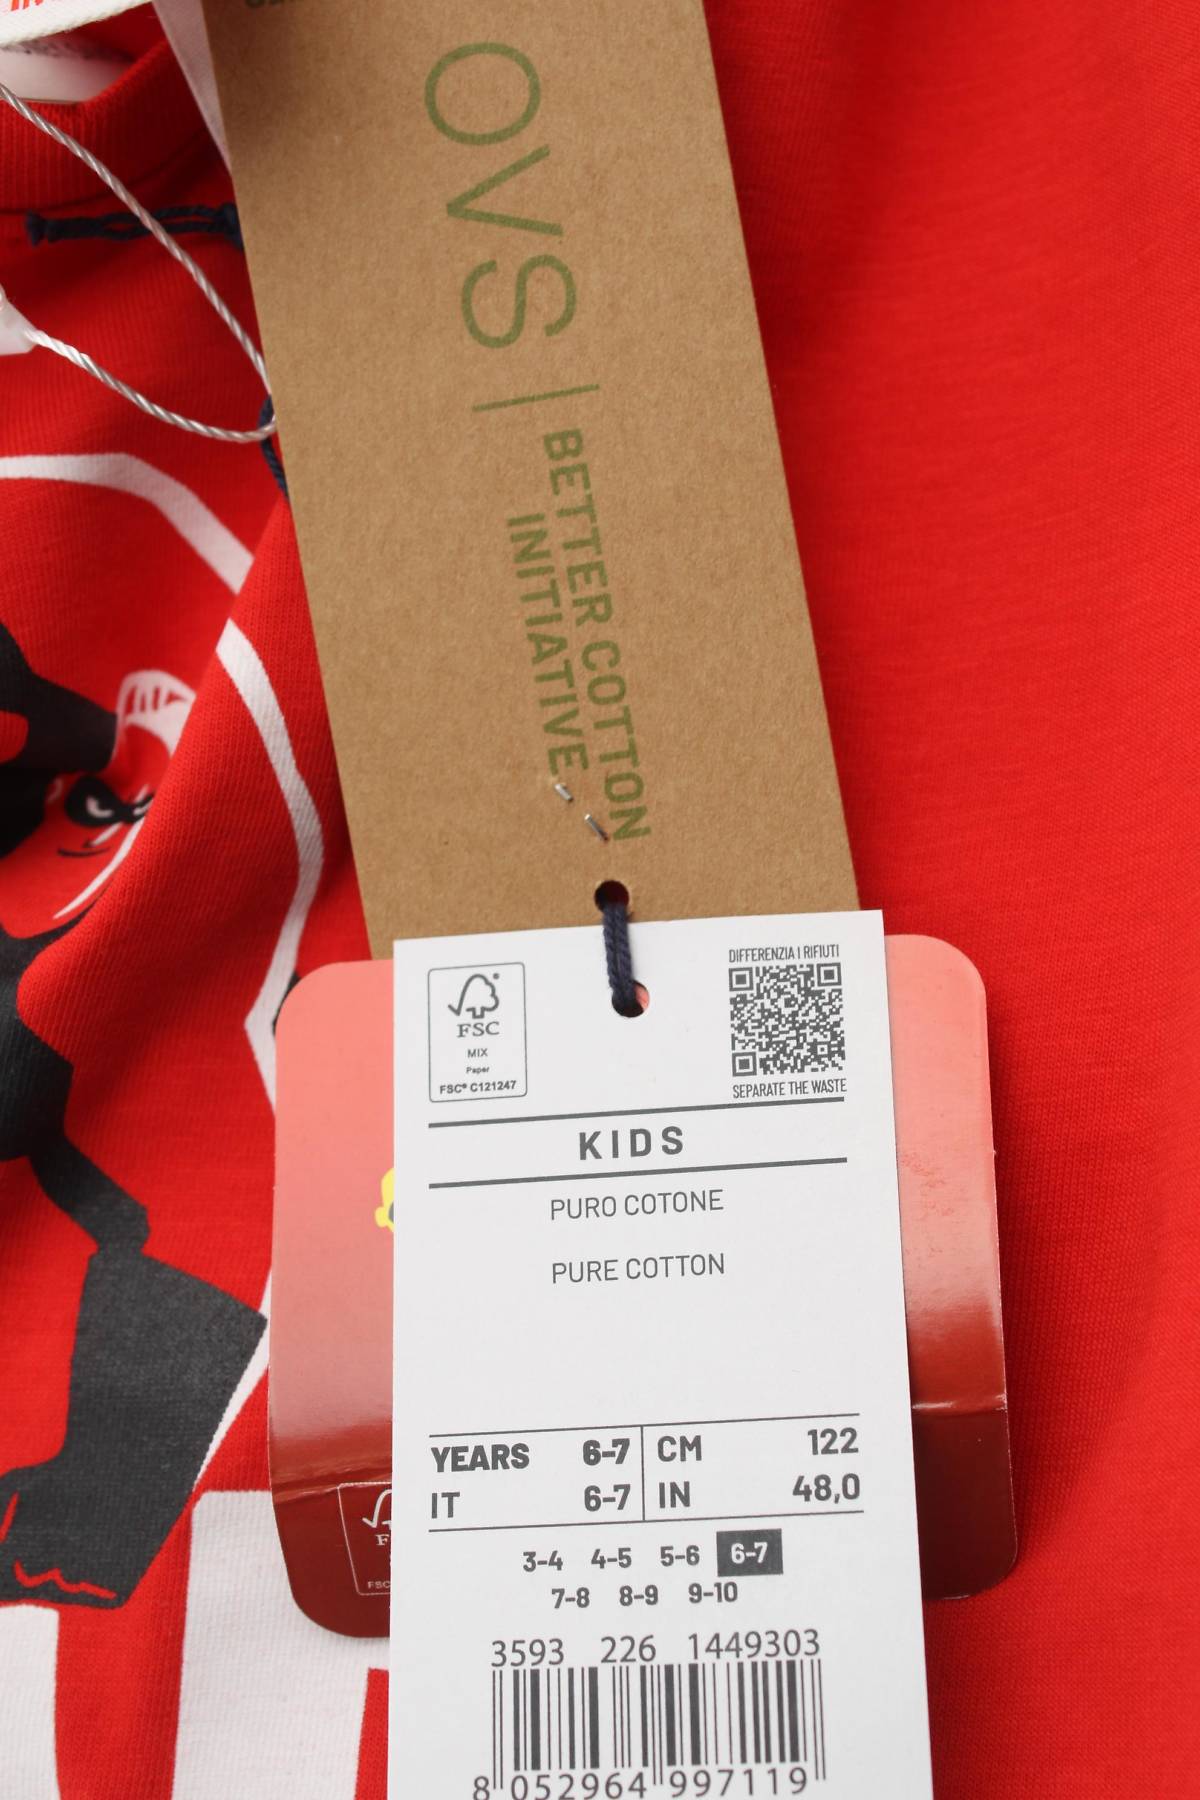 OVS
BETTER COTTON
INITIATIVE
FSC
MIX
Paper
FSC® C121247
DIFFERENZIA I RIFIUTI
SEPARATE THE WASTE
KIDS
PURO COTONE
PURE COTTON
YEARS 6-7 CM 122
IT 6-7 IN 48,0
3-4 4-5 5-6 6-7
7-8 8-9 9-10
3593 226 1449303
8 052964 997119
FSC